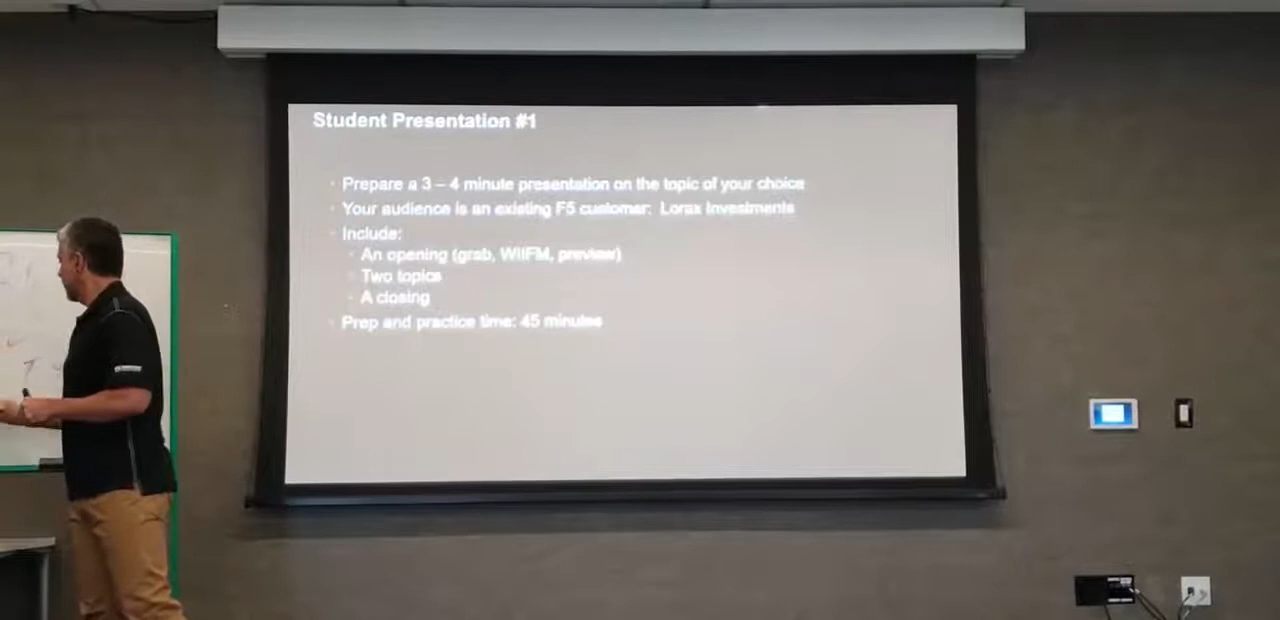 Student Presentation #1
Prepare a 3 – 4 minute presentation on the topic of your choice
Your audience is an existing F5 customer: Lorax Investments
Include:
An opening (grab, WIIFM, preview)
Two topics
A closing
Prep and practice time: 45 minutes